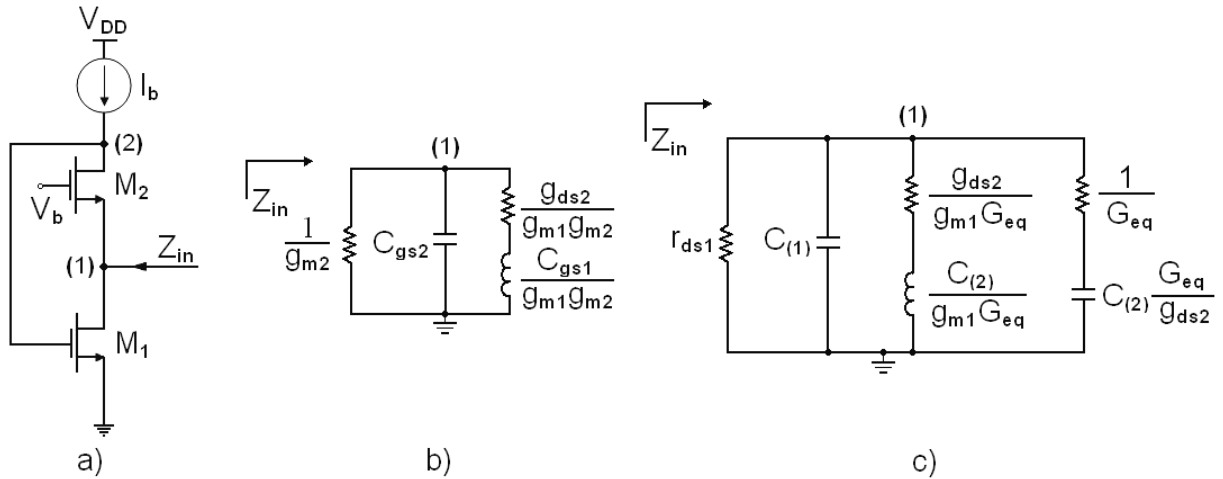 V_DD
I_b
(2)
M_2
V_b
(1)
Z_in
M_1
a)
Z_in
(1)
1/g_m2
C_gs2
g_ds2/g_m1g_m2
C_gs1/g_m1g_m2
b)
Z_in
(1)
r_ds1
C_(1)
g_ds2/g_m1G_eq
C_(2)/g_m1G_eq
1/G_eq
C_(2) G_eq/g_ds2
c)